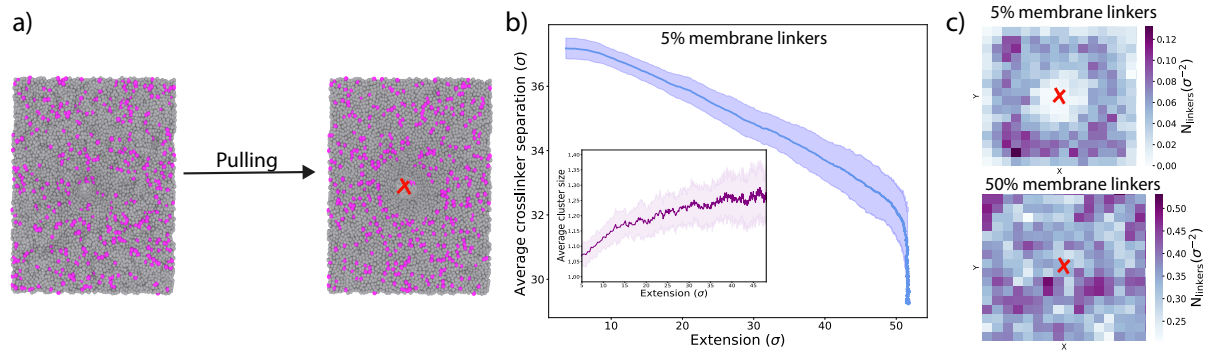 a)
Pulling
X
b)
5% membrane linkers
Average crosslinker separation (σ)
36
34
32
30
10
20
30
40
50
Extension (σ)
Average cluster size
1,40
1,35
1,30
1,25
1,20
1,15
1,10
1,05
1,00
5
10
15
20
25
30
35
40
45
Extension (σ)
c)
5% membrane linkers
Y
X
X
0.12
0.10
0.08
0.06
0.04
0.02
0.00
N_linkers(σ⁻²)
50% membrane linkers
Y
X
X
0.50
0.45
0.40
0.35
0.30
0.25
N_linkers(σ⁻²)